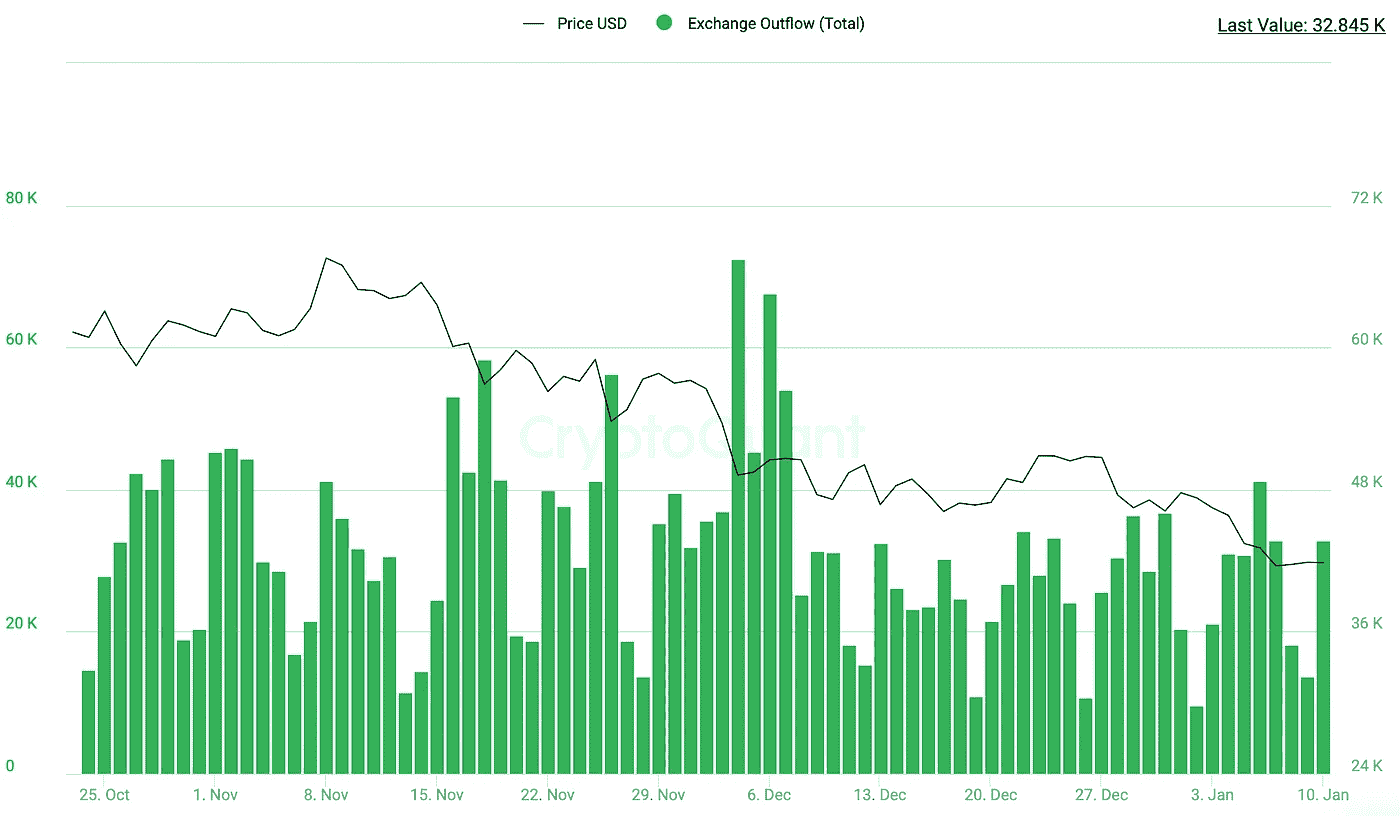 Price USD Exchange Outflow (Total) Last Value: 32.845 K
80 K 72 K
60 K 60 K
CryptoQuant
40 K 48 K
20 K 36 K
0 24 K
25. Oct 1. Nov 8. Nov 15. Nov 22. Nov 29. Nov 6. Dec 13. Dec 20. Dec 27. Dec 3. Jan 10. Jan